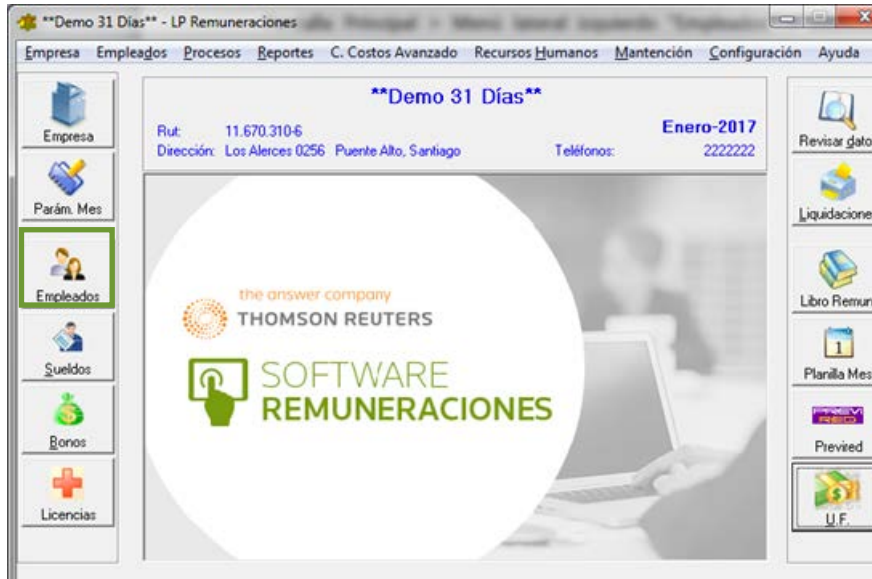 **Demo 31 Días** - LP Remuneraciones
Empresa Empleados Procesos Reportes C. Costos Avanzado Recursos Humanos Mantención Configuración Ayuda
**Demo 31 Días**
Rut: 11.670.310-6 Enero-2017
Dirección: Los Alerces 0256 Puente Alto, Santiago Teléfonos: 2222222
Empresa
Parám. Mes
Empleados
Sueldos
Bonos
Licencias
the answer company
THOMSON REUTERS
SOFTWARE
REMUNERACIONES
Revisar dato
Liquidacione
Libro Remun
1
Planilla Mes
PREVI
RED
Previred
U.F.